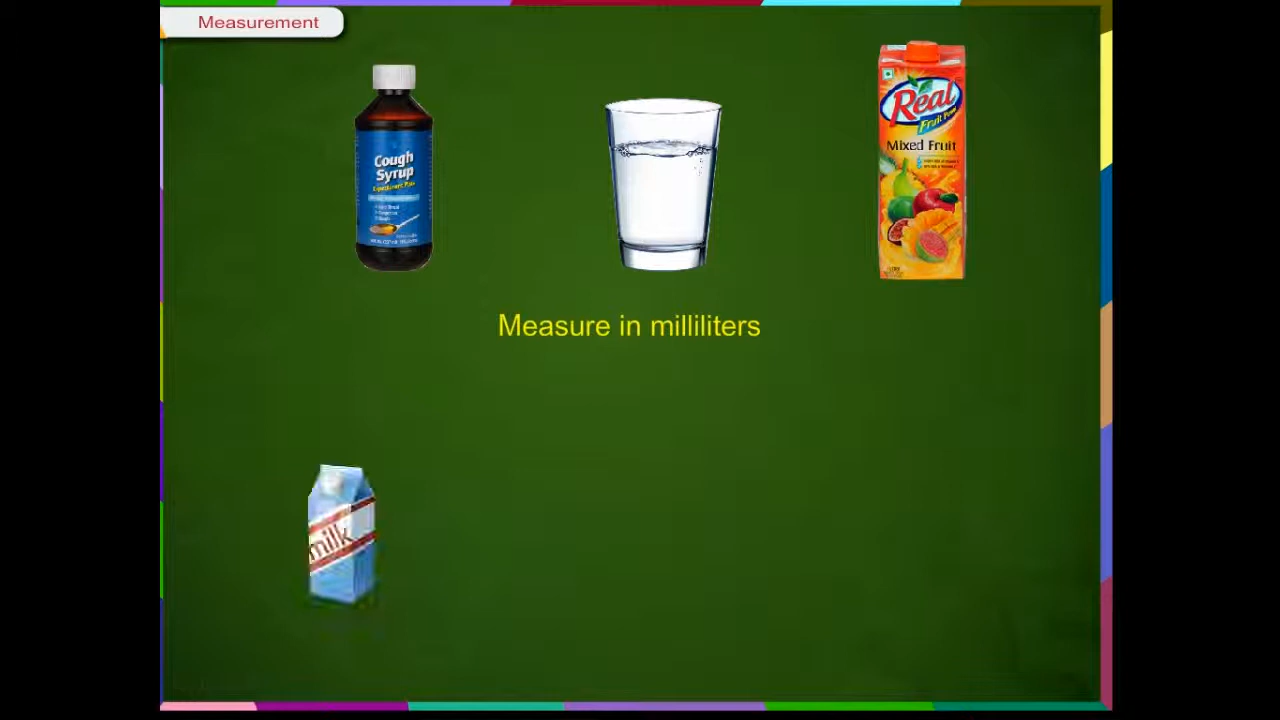 Measurement
Cough
Syrup
Real
Mixed Fruit
Measure in milliliters
milk